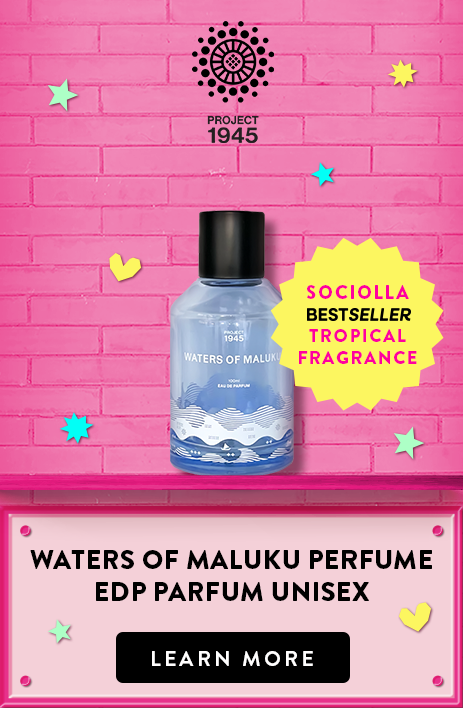 PROJECT
1945
SOCIOLLA
BESTSELLER
TROPICAL
FRAGRANCE
PROJECT
1945
WATERS OF MALUKU
100ml
EAU DE PARFUM
WATERS OF MALUKU PERFUME
EDP PARFUM UNISEX
LEARN MORE